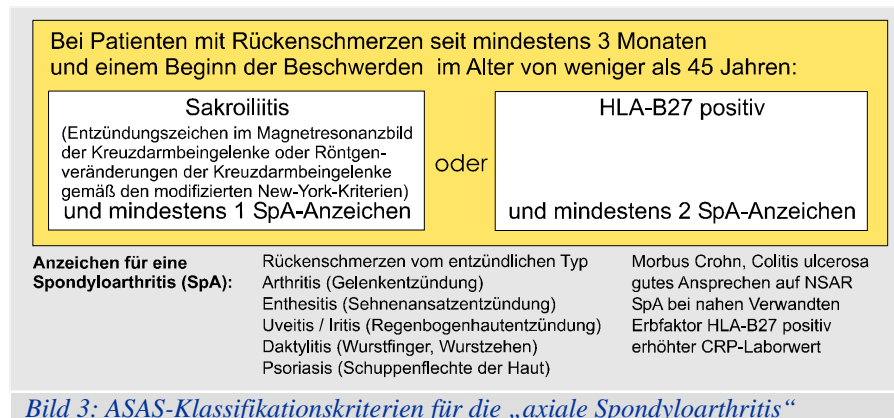 Bei Patienten mit Rückenschmerzen seit mindestens 3 Monaten
und einem Beginn der Beschwerden im Alter von weniger als 45 Jahren:
Sakroiliitis
(Entzündungszeichen im Magnetresonanzbild
der Kreuzdarmbeingelenke oder Röntgen-
veränderungen der Kreuzdarmbeingelenke
gemäß den modifizierten New-York-Kriterien)
und mindestens 1 SpA-Anzeichen
oder
HLA-B27 positiv
und mindestens 2 SpA-Anzeichen
Anzeichen für eine
Spondyloarthritis (SpA):
Rückenschmerzen vom entzündlichen Typ
Arthritis (Gelenkentzündung)
Enthesitis (Sehnenansatzentzündung)
Uveitis / Iritis (Regenbogenhautentzündung)
Daktylitis (Wurstfinger, Wurstzehen)
Psoriasis (Schuppenflechte der Haut)
Morbus Crohn, Colitis ulcerosa
gutes Ansprechen auf NSAR
SpA bei nahen Verwandten
Erbfaktor HLA-B27 positiv
erhöhter CRP-Laborwert
Bild 3: ASAS-Klassifikationskriterien für die „axiale Spondyloarthritis“